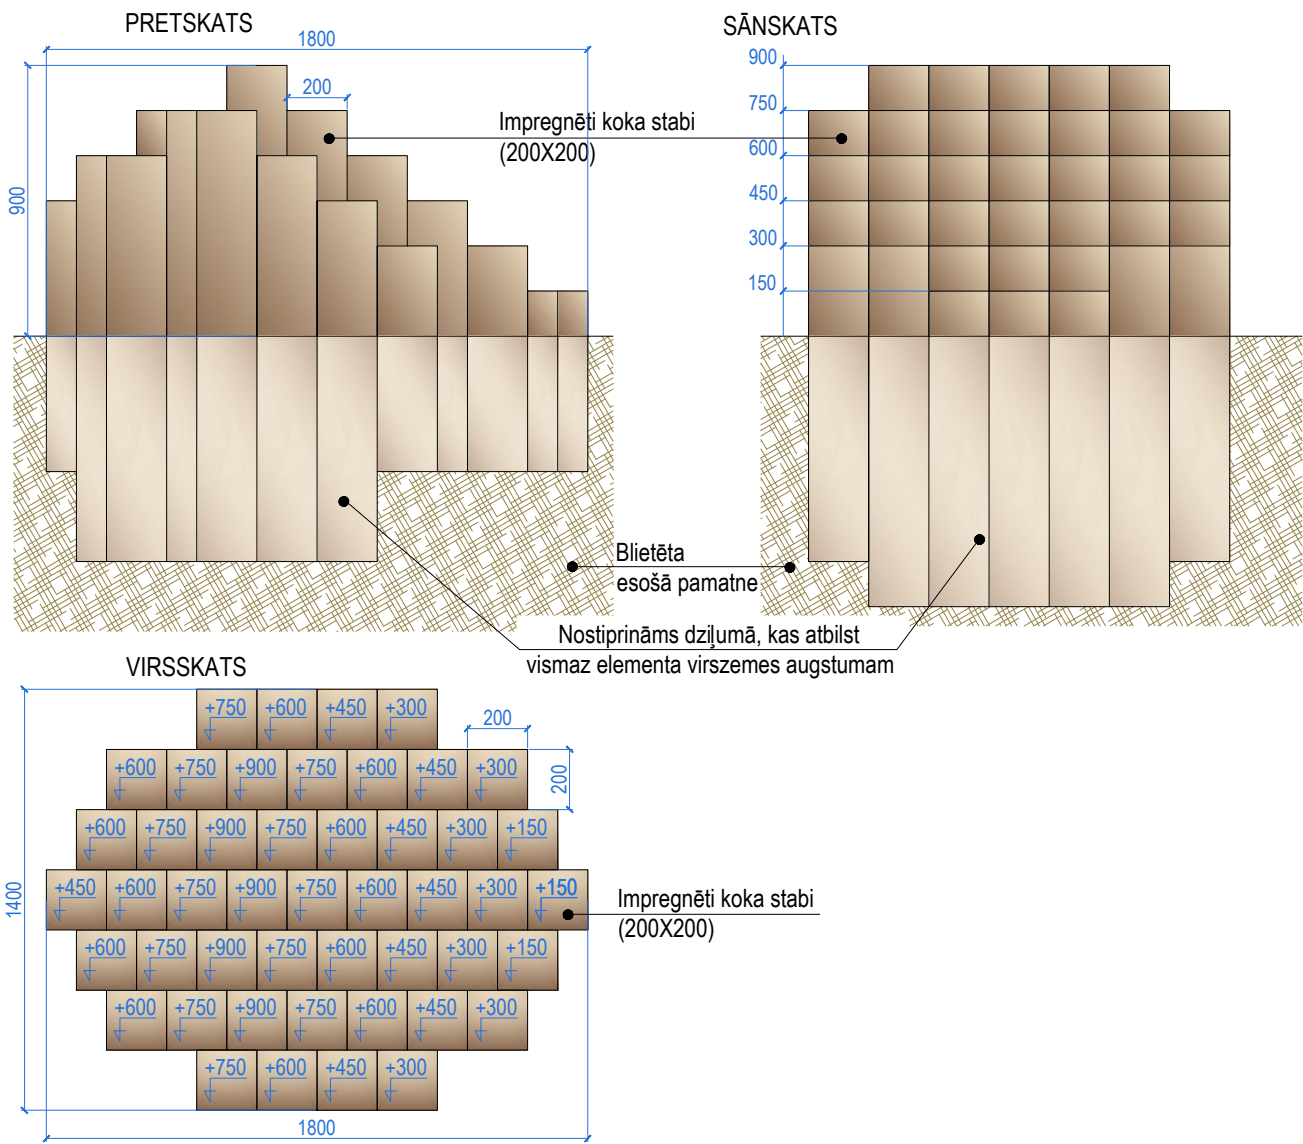 PRETSKATS
1800
900
200
Impregnēti koka stabi
(200X200)
SĀNSKATS
900
750
600
450
300
150
Blietēta
esošā pamatne
Nostiprināms dziļumā, kas atbilst
vismaz elementa virszemes augstumam
VIRSSKATS
+750 +600 +450 +300
200
+600 +750 +900 +750 +600 +450 +300
200
+600 +750 +900 +750 +600 +450 +300 +150
1400
+450 +600 +750 +900 +750 +600 +450 +300 +150
Impregnēti koka stabi
(200X200)
+600 +750 +900 +750 +600 +450 +300 +150
+600 +750 +900 +750 +600 +450 +300
+750 +600 +450 +300
1800